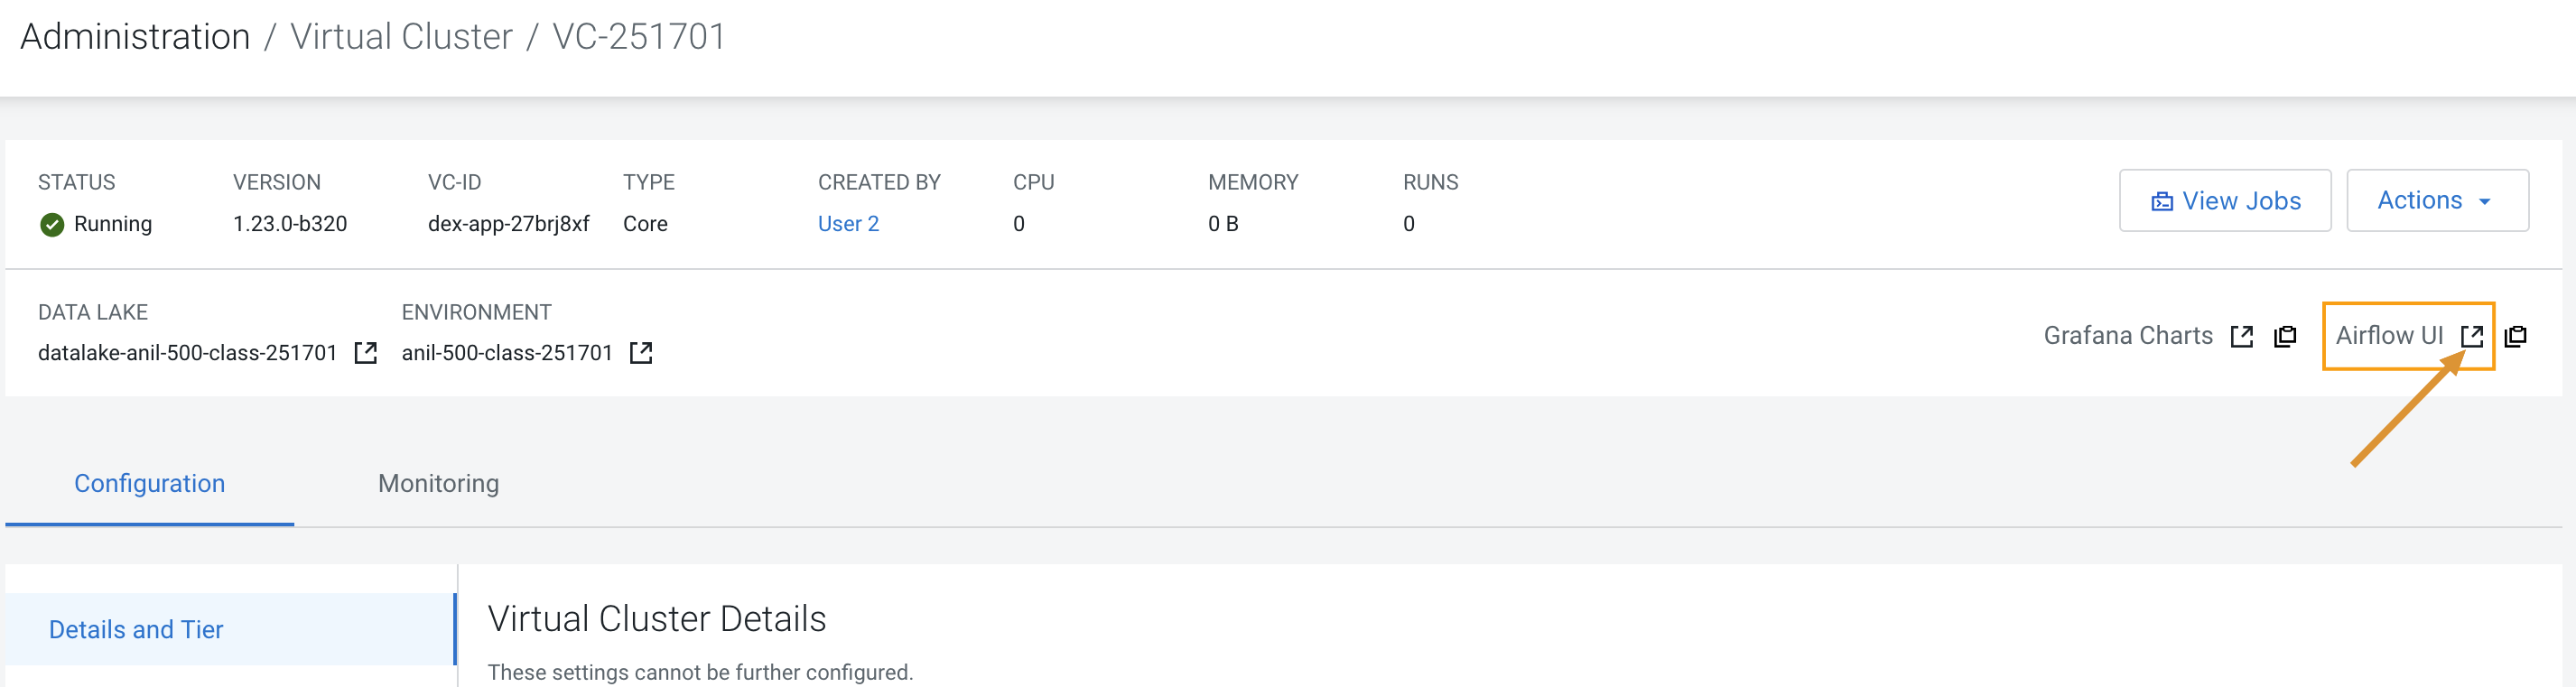 Administration / Virtual Cluster / VC-251701
STATUS VERSION VC-ID TYPE CREATED BY CPU MEMORY RUNS
Running 1.23.0-b320 dex-app-27brj8xf Core User 2 0 0 B 0
View Jobs Actions
DATA LAKE ENVIRONMENT
datalake-anil-500-class-251701 anil-500-class-251701
Grafana Charts Airflow UI
Configuration Monitoring
Details and Tier
Virtual Cluster Details
These settings cannot be further configured.